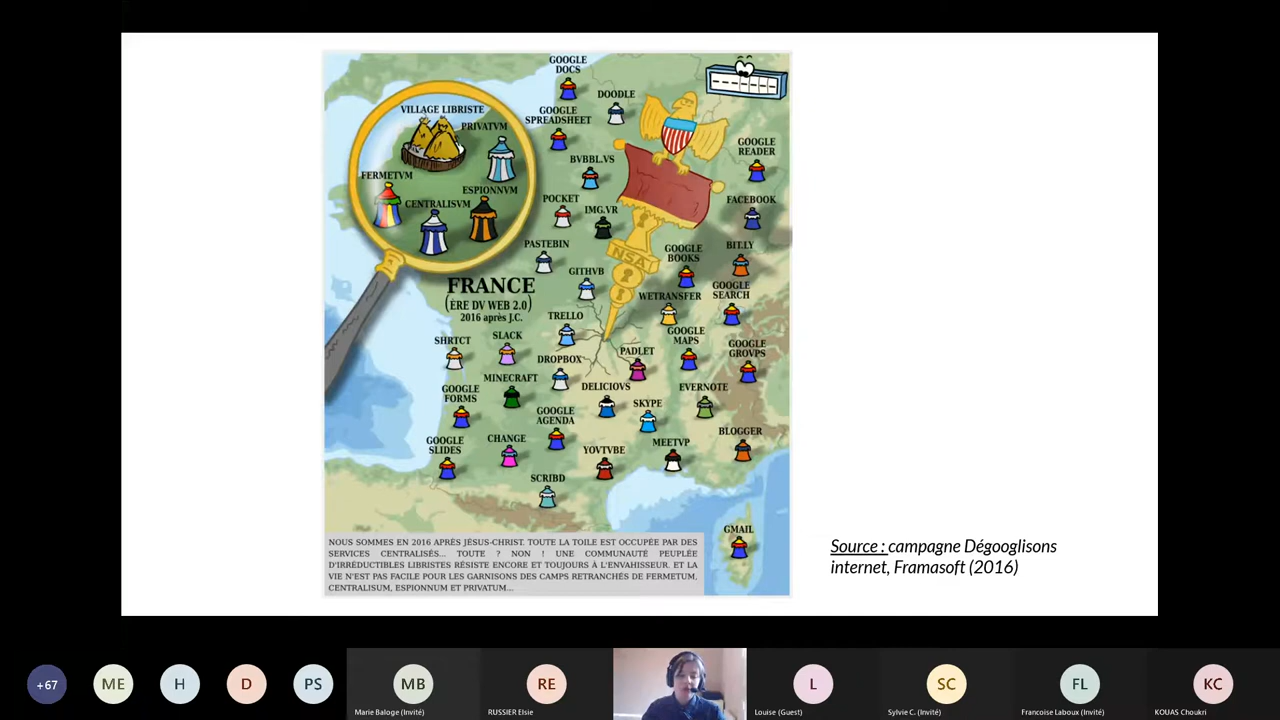 GOOGLE
DOCS
DOODLE
GOOGLE
SPREADSHEET
VILLAGE LIBRISTE
PRIVATVM
FERMETVM
ESPIONNVM
CENTRALISVM
BVBBL.VS
GOOGLE
READER
POCKET
IMG.VR
FACEBOOK
PASTEBIN
NSA
GOOGLE
BOOKS
BIT.LY
GITHVB
FRANCE
(ÈRE DV WEB 2.0)
2016 après J.C.
WETRANSFER
GOOGLE
SEARCH
TRELLO
SHRTCT
SLACK
GOOGLE
MAPS
GOOGLE
GROVPS
DROPBOX
PADLET
MINECRAFT
DELICIOVS
EVERNOTE
GOOGLE
FORMS
SKYPE
GOOGLE
AGENDA
GOOGLE
SLIDES
CHANGE
YOVTVBE
MEETVP
BLOGGER
SCRIBD
GMAIL
NOUS SOMMES EN 2016 APRÈS JÉSUS-CHRIST. TOUTE LA TOILE EST OCCUPÉE PAR DES
SERVICES CENTRALISÉS... TOUTE ? NON ! UNE COMMUNAUTÉ PEUPLÉE
D'IRRÉDUCTIBLES LIBRISTES RÉSISTE ENCORE ET TOUJOURS À L'ENVAHISSEUR. ET LA
VIE N'EST PAS FACILE POUR LES GARNISONS DES CAMPS RETRANCHÉS DE FERMETUM,
CENTRALISUM, ESPIONNUM ET PRIVATUM...
Source : campagne Dégooglisons
internet, Framasoft (2016)
+67
ME
H
D
PS
MB
RE
L
SC
FL
KC
Marie Baloge (Invité)
RUSSIER Elsie
Louise (Guest)
Sylvie C. (Invité)
Francoise Laboux (Invité)
KOUAS Choukri